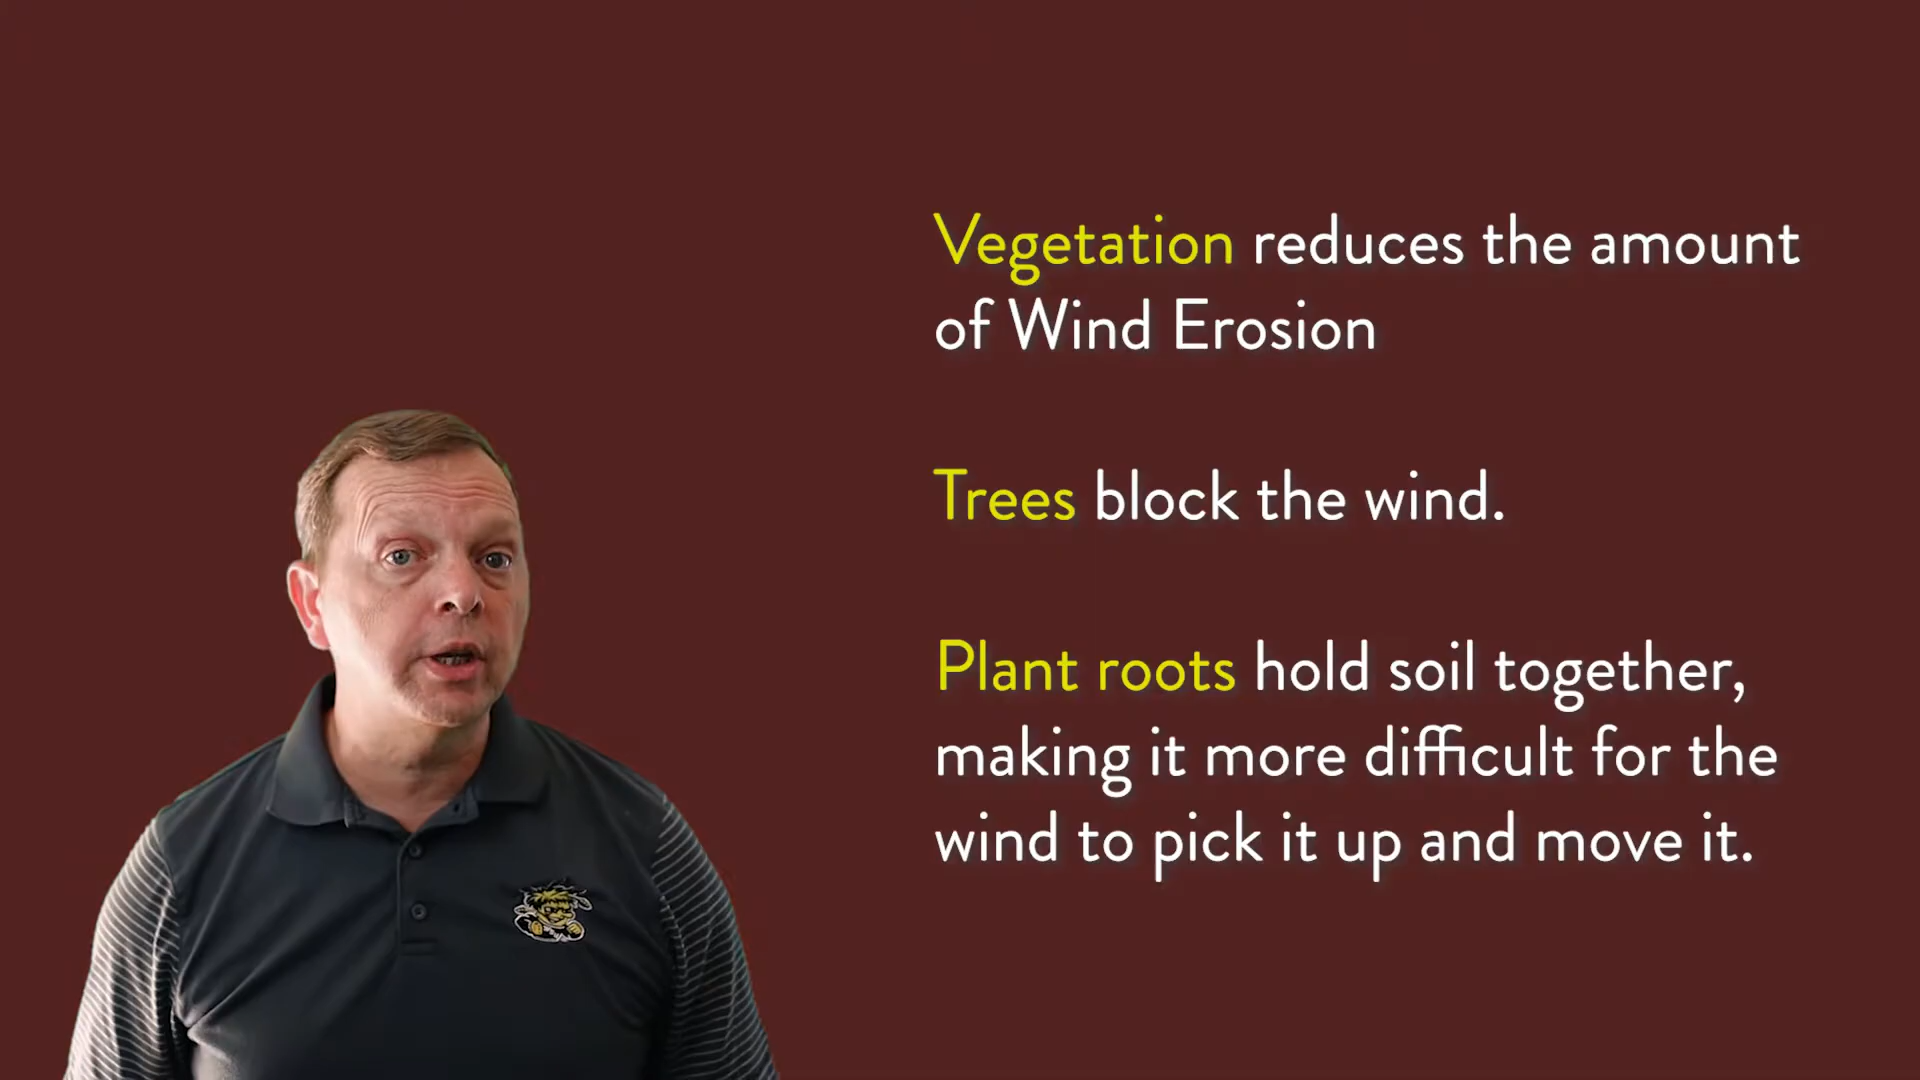 Vegetation reduces the amount
of Wind Erosion
Trees block the wind.
Plant roots hold soil together,
making it more difficult for the
wind to pick it up and move it.